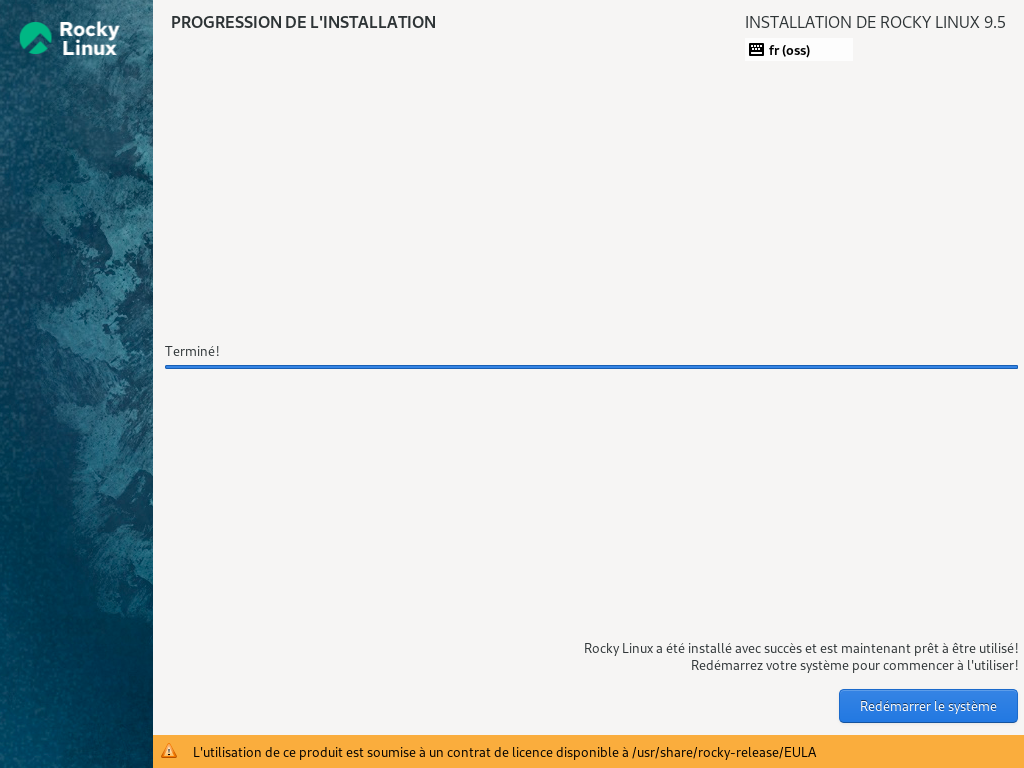 Rocky
Linux
PROGRESSION DE L'INSTALLATION
INSTALLATION DE ROCKY LINUX 9.5
fr (oss)
Terminé!
Rocky Linux a été installé avec succès et est maintenant prêt à être utilisé!
Redémarrez votre système pour commencer à l'utiliser!
Redémarrer le système
L'utilisation de ce produit est soumise à un contrat de licence disponible à /usr/share/rocky-release/EULA